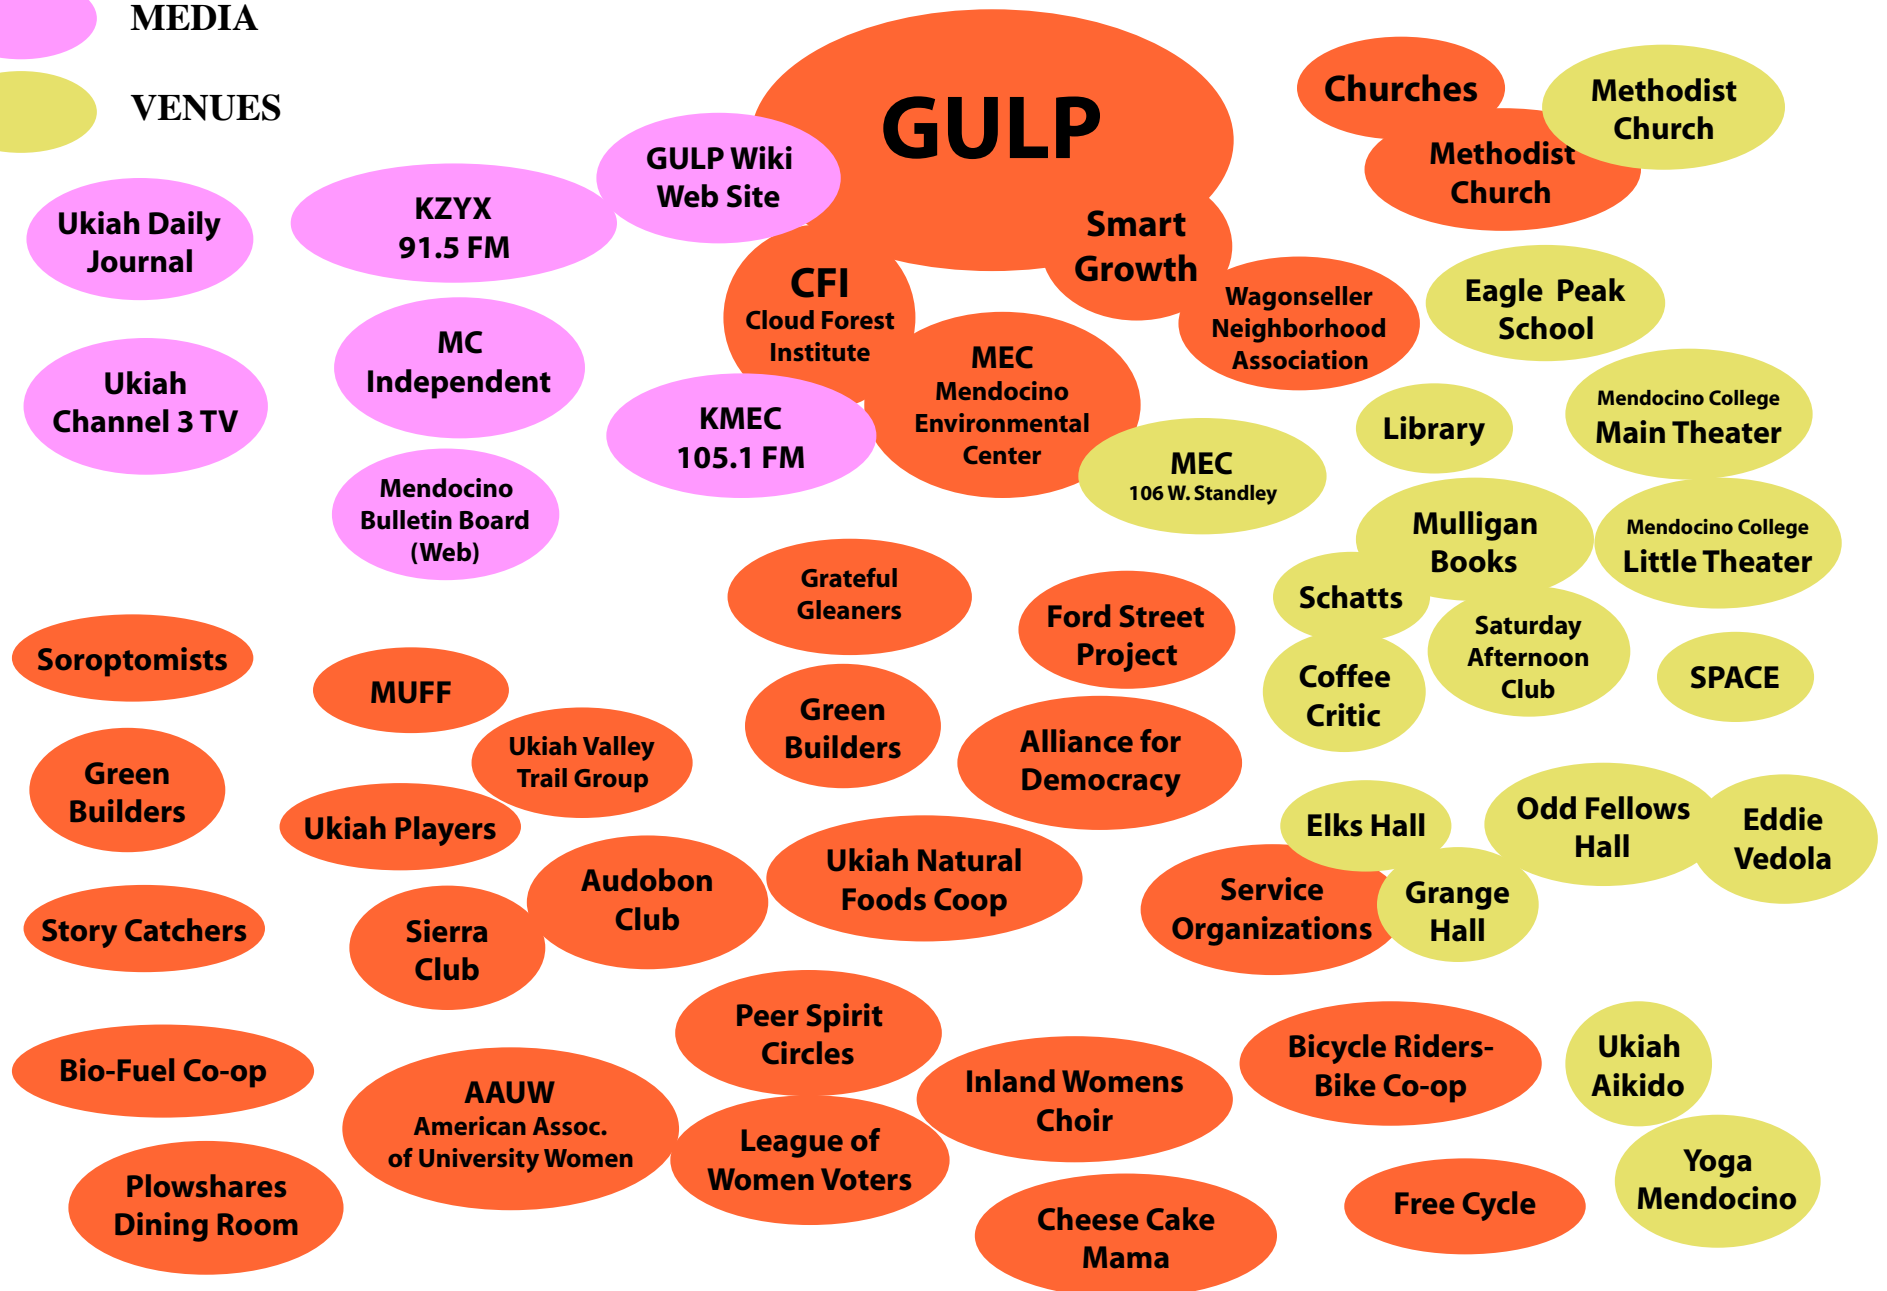 MEDIA
VENUES
GULP
Churches
Methodist
Church
Methodist
Church
GULP Wiki
Web Site
KZYX
91.5 FM
Ukiah Daily
Journal
Smart
Growth
CFI
Cloud Forest
Institute
Wagonseller
Neighborhood
Association
Eagle  Peak
School
MC
Independent
Ukiah
Channel 3 TV
MEC
Mendocino
Environmental
Center
KMEC
105.1 FM
MEC
106 W. Standley
Library
Mendocino College
Main Theater
Mendocino
Bulletin Board
(Web)
Mulligan
Books
Mendocino College
Little Theater
Grateful
Gleaners
Ford Street
Project
Schatts
Saturday
Afternoon
Club
Coffee
Critic
SPACE
Soroptomists
MUFF
Green
Builders
Ukiah Valley
Trail Group
Alliance for
Democracy
Green
Builders
Ukiah Players
Elks Hall
Odd Fellows
Hall
Eddie
Vedola
Audobon
Club
Ukiah Natural
Foods Coop
Service
Organizations
Grange
Hall
Story Catchers
Sierra
Club
Peer Spirit
Circles
Bio-Fuel Co-op
AAUW
American Assoc.
of University Women
Inland Womens
Choir
Bicycle Riders-
Bike Co-op
Ukiah
Aikido
League of
Women Voters
Plowshares
Dining Room
Cheese Cake
Mama
Free Cycle
Yoga
Mendocino